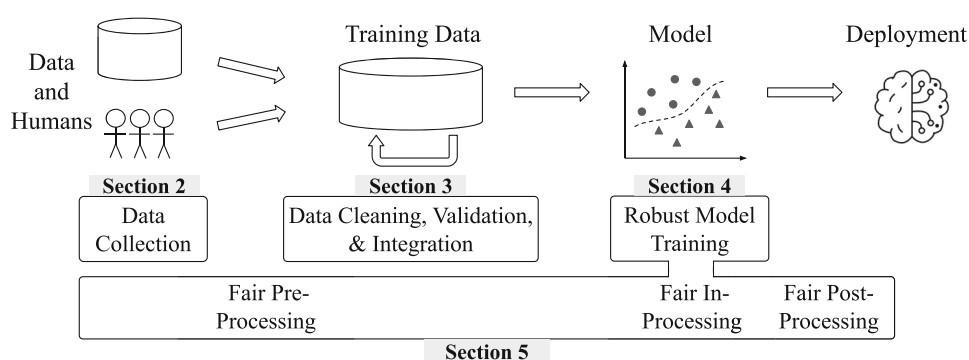 Data
and
Humans
Training Data
Model
Deployment
Section 2
Data
Collection
Section 3
Data Cleaning, Validation,
& Integration
Section 4
Robust Model
Training
Fair Pre-
Processing
Fair In-
Processing
Fair Post-
Processing
Section 5